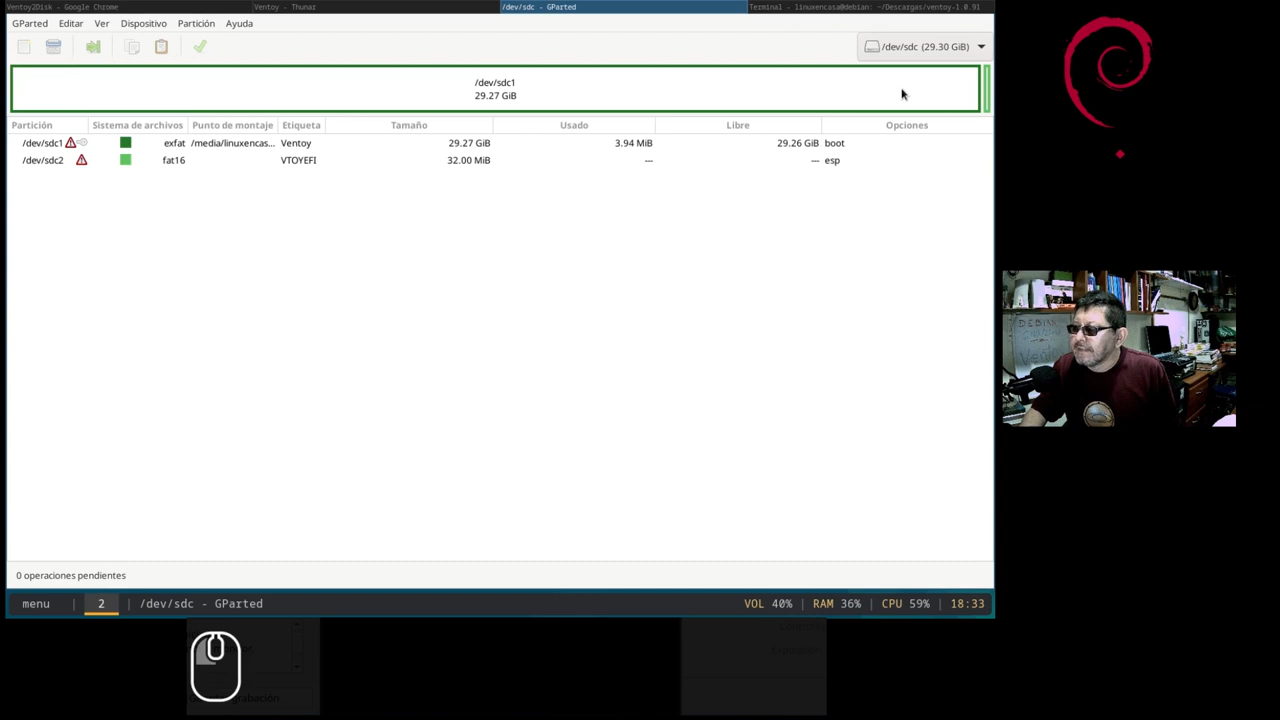 Ventoy2Disk - Google Chrome
Ventoy - Thunar
/dev/sdc - GParted
Terminal - linuxencasa@debian: ~/Descargas/ventoy-1.0.91
GParted Editar Ver Dispositivo Partición Ayuda
/dev/sdc (29.30 GiB)
/dev/sdc1
29.27 GiB
Partición Sistema de archivos Punto de montaje Etiqueta Tamaño Usado Libre Opciones
/dev/sdc1 exfat /media/linuxencas... Ventoy 29.27 GiB 3.94 MiB 29.26 GiB boot
/dev/sdc2 fat16 VTOYEFI 32.00 MiB --- --- esp
DEBIAN
0 operaciones pendientes
menu | 2 | /dev/sdc - GParted VOL 40% | RAM 36% | CPU 59% | 18:33